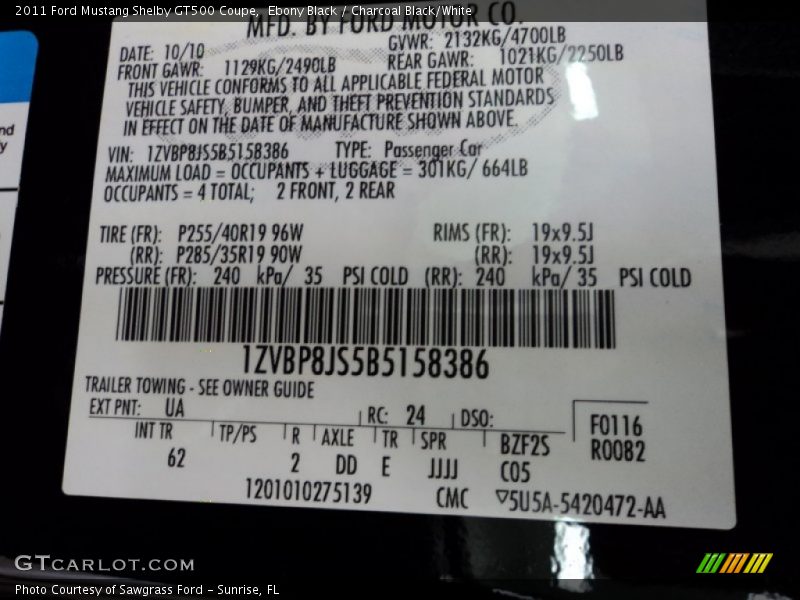 2011 Ford Mustang Shelby GT500 Coupe, Ebony Black / Charcoal Black/White
MFD. BY FORD MOTOR CO.
DATE: 10/10 GVWR: 2132KG/4700LB
FRONT GAWR: 1129KG/2490LB REAR GAWR: 1021KG/2250LB
THIS VEHICLE CONFORMS TO ALL APPLICABLE FEDERAL MOTOR
VEHICLE SAFETY, BUMPER, AND THEFT PREVENTION STANDARDS
IN EFFECT ON THE DATE OF MANUFACTURE SHOWN ABOVE.
VIN: 1ZVBP8JS5B5158386 TYPE: Passenger Car
MAXIMUM LOAD = OCCUPANTS + LUGGAGE = 301KG/ 664LB
OCCUPANTS = 4 TOTAL; 2 FRONT, 2 REAR
TIRE (FR): P255/40R19 96W RIMS (FR): 19x9.5J
(RR): P285/35R19 90W (RR): 19x9.5J
PRESSURE (FR): 240 kPa/ 35 PSI COLD (RR): 240 kPa/ 35 PSI COLD
1ZVBP8JS5B5158386
TRAILER TOWING - SEE OWNER GUIDE
EXT PNT: UA RC: 24 DSO: F0116
INT TR TP/PS R AXLE TR SPR BZF2S R0082
62 2 DD E JJJJ C05
1201010275139 CMC ▽5U5A-5420472-AA
nd
y
GTcarlot.com
Photo Courtesy of Sawgrass Ford - Sunrise, FL